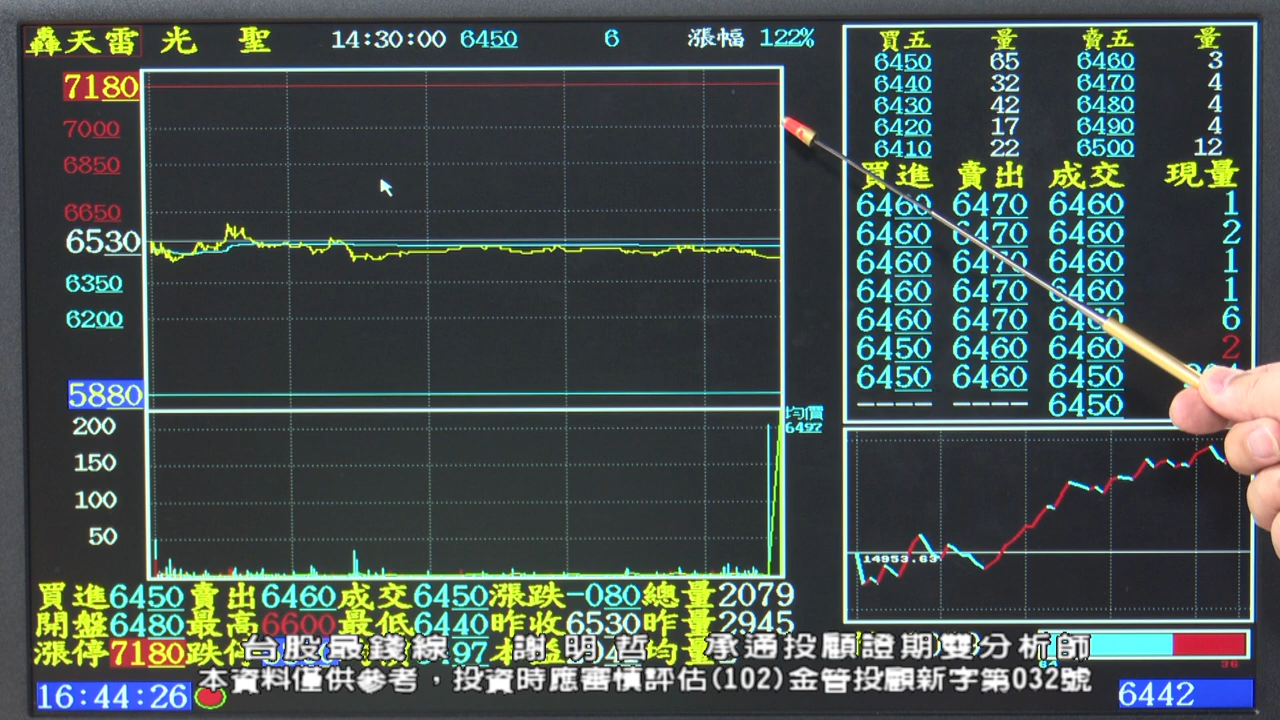 轟天雷 光 聖 14:30:00 6450 6 漲幅 122%
7180
7000
6850
6650
6530
6350
6200
5880
200
150
100
50
均價
6497
買五 量 賣五 量
6450 65 6460 3
6440 32 6470 4
6430 42 6480 4
6420 17 6490 4
6410 22 6500 12
買進 賣出 成交 現量
6460 6470 6460 1
6460 6470 6460 2
6460 6470 6460 1
6460 6470 6460 1
6460 6470 6460 6
6450 6460 6460 2
6450 6460 6450
---- ---- 6450
14953.63
買進6450賣出6460成交6450漲跌-080總量2079
開盤6480最高6600最低6440昨收6530昨量2945
漲停7180跌停
台股最錢線 謝明哲 承通投顧證期雙分析師
本資料僅供參考，投資時應審慎評估(102)金管投顧新字第032號
16:44:26 6442